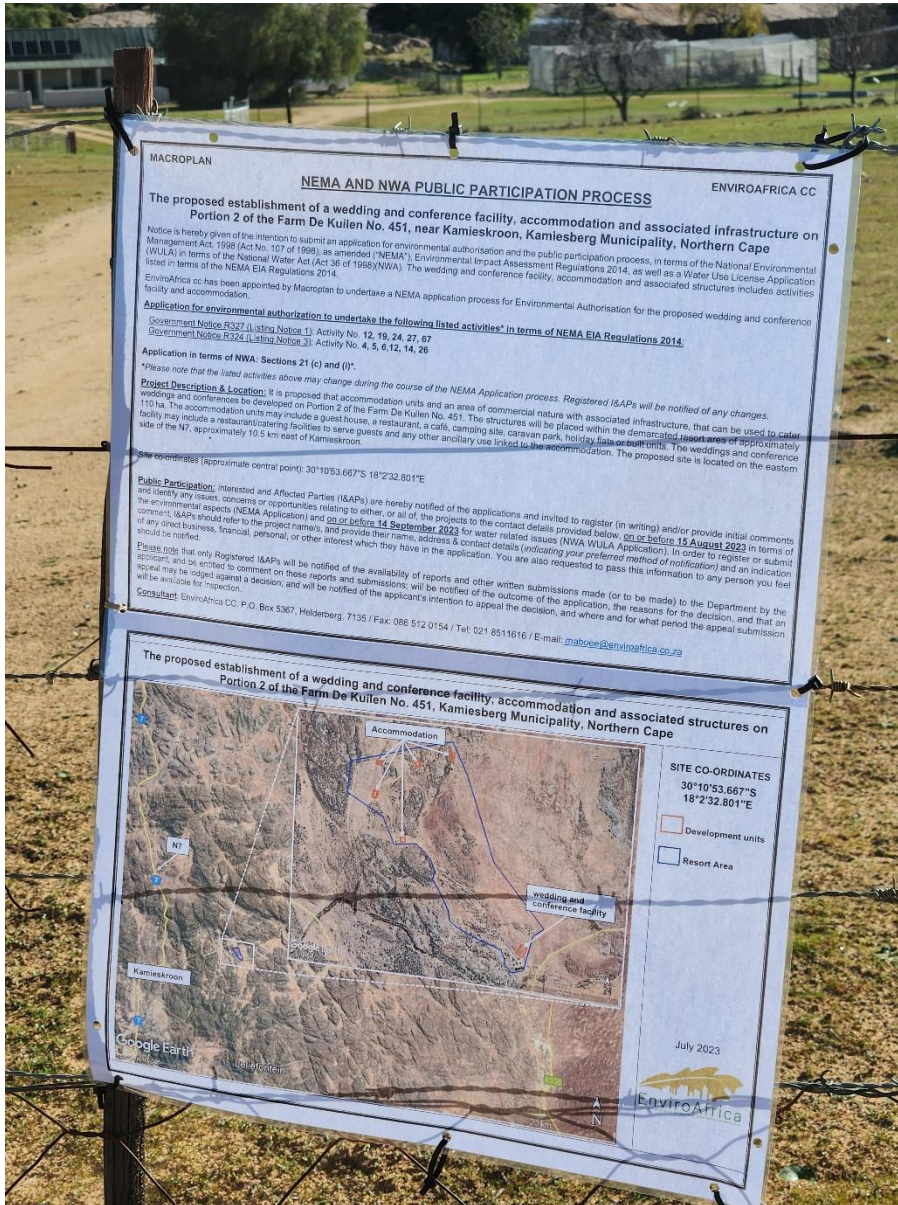 MACROPLAN
ENVIROAFRICA CC
NEMA AND NWA PUBLIC PARTICIPATION PROCESS
The proposed establishment of a wedding and conference facility, accommodation and associated infrastructure on
Portion 2 of the Farm De Kuilen No. 451, near Kamieskroon, Kamiesberg Municipality, Northern Cape
Notice is hereby given of the intention to submit an application for environmental authorisation and the public participation process, in terms of the National Environmental
Management Act, 1998 (Act No. 107 of 1998), as amended ("NEMA"), Environmental Impact Assessment Regulations 2014, as well as a Water Use License Application
(WULA) in terms of the National Water Act (Act 36 of 1998)(NWA). The wedding and conference facility, accommodation and associated structures includes activities
listed in terms of the NEMA EIA Regulations 2014.
EnviroAfrica cc has been appointed by Macroplan to undertake a NEMA application process for Environmental Authorisation for the proposed wedding and conference
facility and accommodation.
Application for environmental authorization to undertake the following listed activities* in terms of NEMA EIA Regulations 2014:
Government Notice R327 (Listing Notice 1): Activity No. 12, 19, 24, 27, 67
Government Notice R324 (Listing Notice 3): Activity No. 4, 5, 6,12, 14, 26
Application in terms of NWA: Sections 21 (c) and (i)*.
*Please note that the listed activities above may change during the course of the NEMA Application process. Registered I&APs will be notified of any changes.
Project Description & Location: It is proposed that accommodation units and an area of commercial nature with associated infrastructure, that can be used to cater
weddings and conferences be developed on Portion 2 of the Farm De Kuilen No. 451. The structures will be placed within the demarcated resort area of approximately
110 ha. The accommodation units may include a guest house, a restaurant, a café, camping site, caravan park, holiday flats or built units. The weddings and conference
facility may include a restaurant/catering facilities to serve guests and any other ancillary use linked to the accommodation. The proposed site is located on the eastern
side of the N7, approximately 10.5 km east of Kamieskroon.
Site co-ordinates (approximate central point): 30°10'53.667"S 18°2'32.801"E
Public Participation: Interested and Affected Parties (I&APs) are hereby notified of the applications and invited to register (in writing) and/or provide initial comments
and identify any issues, concerns or opportunities relating to either, or all of, the projects to the contact details provided below, on or before 15 August 2023 in terms of
the environmental aspects (NEMA Application) and on or before 14 September 2023 for water related issues (NWA WULA Application). In order to register or submit
comment, I&APs should refer to the project name/s, and provide their name, address & contact details (indicating your preferred method of notification) and an indication
of any direct business, financial, personal, or other interest which they have in the application. You are also requested to pass this information to any person you feel
should be notified.
Please note that only Registered I&APs will be notified of the availability of reports and other written submissions made (or to be made) to the Department by the
applicant, and be entitled to comment on these reports and submissions; will be notified of the outcome of the application, the reasons for the decision, and that an
appeal may be lodged against a decision; and will be notified of the applicant's intention to appeal the decision, and where and for what period the appeal submission
will be available for inspection.
Consultant: EnviroAfrica CC, P.O. Box 5367, Helderberg, 7135 / Fax: 086 512 0154 / Tel: 021 8511616 / E-mail: maboee@enviroafrica.co.za
The proposed establishment of a wedding and conference facility, accommodation and associated structures on
Portion 2 of the Farm De Kuilen No. 451, Kamiesberg Municipality, Northern Cape
Accommodation
N7
7
7
7
wedding and
conference facility
Kamieskroon
Google Earth
Google Earth
Leliefontein
20 km
N
N
SITE CO-ORDINATES
30°10'53.667"S
18°2'32.801"E
Development units
Resort Area
July 2023
EnviroAfrica